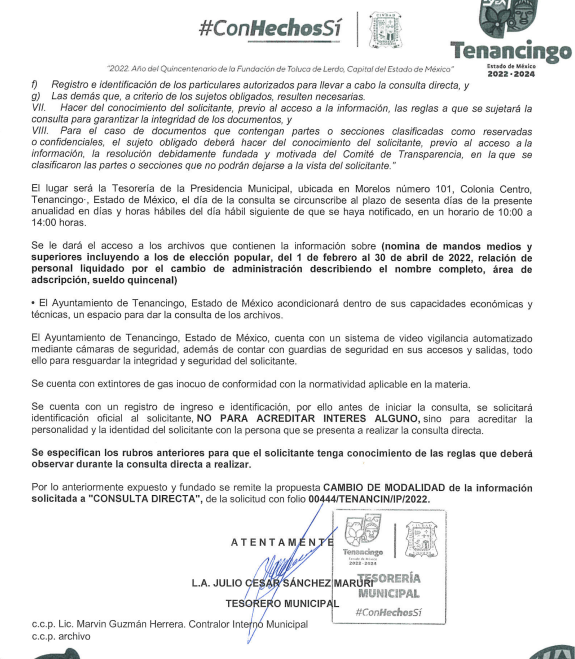 #ConHechosSí
Tenancingo
Estado de México
2022 - 2024
"2022. Año del Quincentenario de la Fundación de Toluca de Lerdo, Capital del Estado de México"
f) Registro e identificación de los particulares autorizados para llevar a cabo la consulta directa, y
g) Las demás que, a criterio de los sujetos obligados, resulten necesarias.
VII. Hacer del conocimiento del solicitante, previo al acceso a la información, las reglas a que se sujetará la
consulta para garantizar la integridad de los documentos, y
VIII. Para el caso de documentos que contengan partes o secciones clasificadas como reservadas
o confidenciales, el sujeto obligado deberá hacer del conocimiento del solicitante, previo al acceso a la
información, la resolución debidamente fundada y motivada del Comité de Transparencia, en la que se
clasificaron las partes o secciones que no podrán dejarse a la vista del solicitante."
El lugar será la Tesorería de la Presidencia Municipal, ubicada en Morelos número 101, Colonia Centro,
Tenancingo, Estado de México, el día de la consulta se circunscribe al plazo de sesenta días de la presente
anualidad en días y horas hábiles del día hábil siguiente de que se haya notificado, en un horario de 10:00 a
14:00 horas.
Se le dará el acceso a los archivos que contienen la información sobre (nomina de mandos medios y
superiores incluyendo a los de elección popular, del 1 de febrero al 30 de abril de 2022, relación de
personal liquidado por el cambio de administración describiendo el nombre completo, área de
adscripción, sueldo quincenal)
• El Ayuntamiento de Tenancingo, Estado de México acondicionará dentro de sus capacidades económicas y
técnicas, un espacio para dar la consulta de los archivos.
El Ayuntamiento de Tenancingo, Estado de México, cuenta con un sistema de video vigilancia automatizado
mediante cámaras de seguridad, además de contar con guardias de seguridad en sus accesos y salidas, todo
ello para resguardar la integridad y seguridad del solicitante.
Se cuenta con extintores de gas inocuo de conformidad con la normatividad aplicable en la materia.
Se cuenta con un registro de ingreso e identificación, por ello antes de iniciar la consulta, se solicitará
identificación oficial al solicitante, NO PARA ACREDITAR INTERES ALGUNO, sino para acreditar la
personalidad y la identidad del solicitante con la persona que se presenta a realizar la consulta directa.
Se especifican los rubros anteriores para que el solicitante tenga conocimiento de las reglas que deberá
observar durante la consulta directa a realizar.
Por lo anteriormente expuesto y fundado se remite la propuesta CAMBIO DE MODALIDAD de la información
solicitada a "CONSULTA DIRECTA", de la solicitud con folio 00444/TENANCIN/IP/2022.
A T E N T A M E N T E
L.A. JULIO CESAR SÁNCHEZ MARURI
TESORERO MUNICIPAL
Tenancingo
Estado de México
2022 - 2024
TESORERÍA
MUNICIPAL
#ConHechosSí
c.c.p. Lic. Marvin Guzmán Herrera. Contralor Interno Municipal
c.c.p. archivo